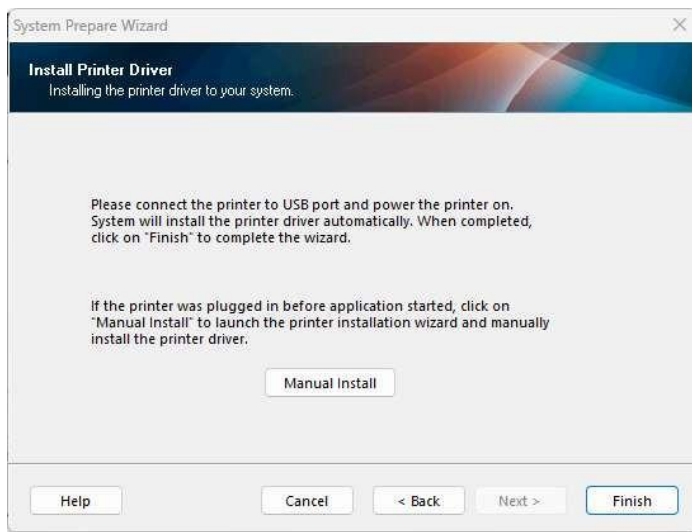 System Prepare Wizard
Install Printer Driver
Installing the printer driver to your system.
Please connect the printer to USB port and power the printer on.
System will install the printer driver automatically. When completed,
click on "Finish" to complete the wizard.
If the printer was plugged in before application started, click on
"Manual Install" to launch the printer installation wizard and manually
install the printer driver.
Manual Install
Help
Cancel
< Back
Next >
Finish